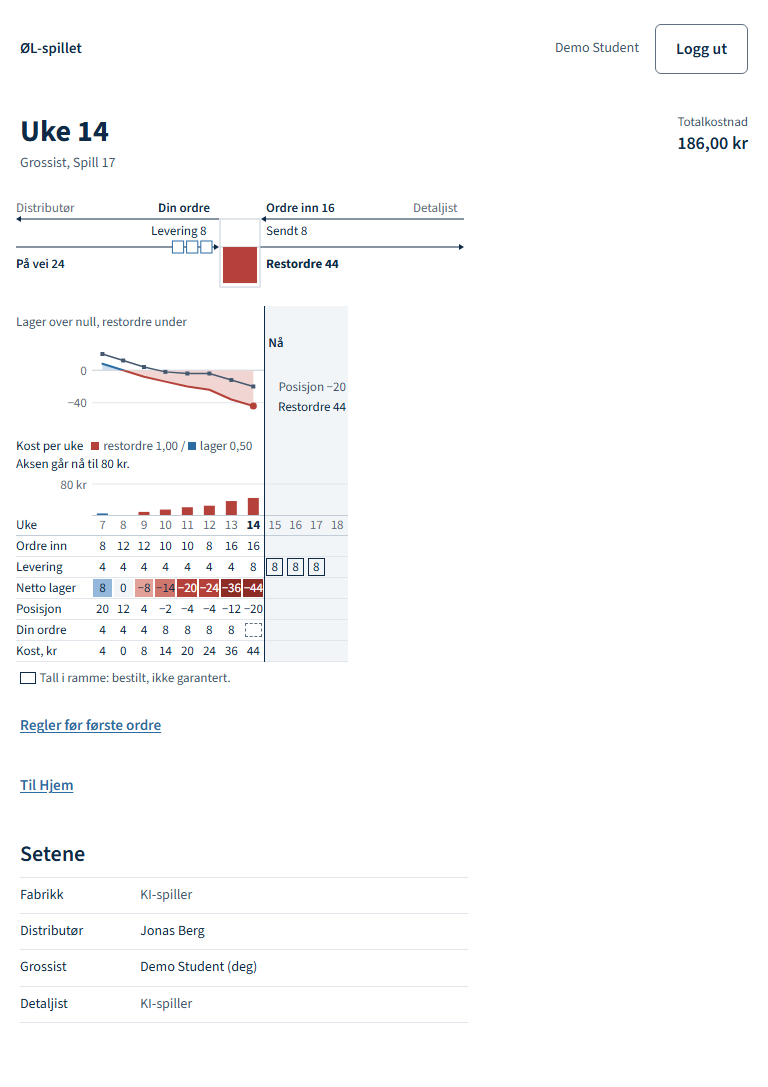 ØL-spillet
Demo Student
Logg ut
Uke 14
Grossist, Spill 17
Totalkostnad
186,00 kr
Distributør Din ordre Ordre inn 16 Detaljist
Levering 8 Sendt 8
På vei 24 Restordre 44
Lager over null, restordre under
Nå
0
−40
Posisjon −20
Restordre 44
Kost per uke restordre 1,00 / lager 0,50
Aksen går nå til 80 kr.
80 kr
Uke 7 8 9 10 11 12 13 14 15 16 17 18
Ordre inn 8 12 12 10 10 8 16 16
Levering 4 4 4 4 4 4 4 8 8 8 8
Netto lager 8 0 −8 −14 −20 −24 −36 −44
Posisjon 20 12 4 −2 −4 −4 −12 −20
Din ordre 4 4 4 8 8 8 8
Kost, kr 4 0 8 14 20 24 36 44
Tall i ramme: bestilt, ikke garantert.
Regler før første ordre
Til Hjem
Setene
Fabrikk KI-spiller
Distributør Jonas Berg
Grossist Demo Student (deg)
Detaljist KI-spiller